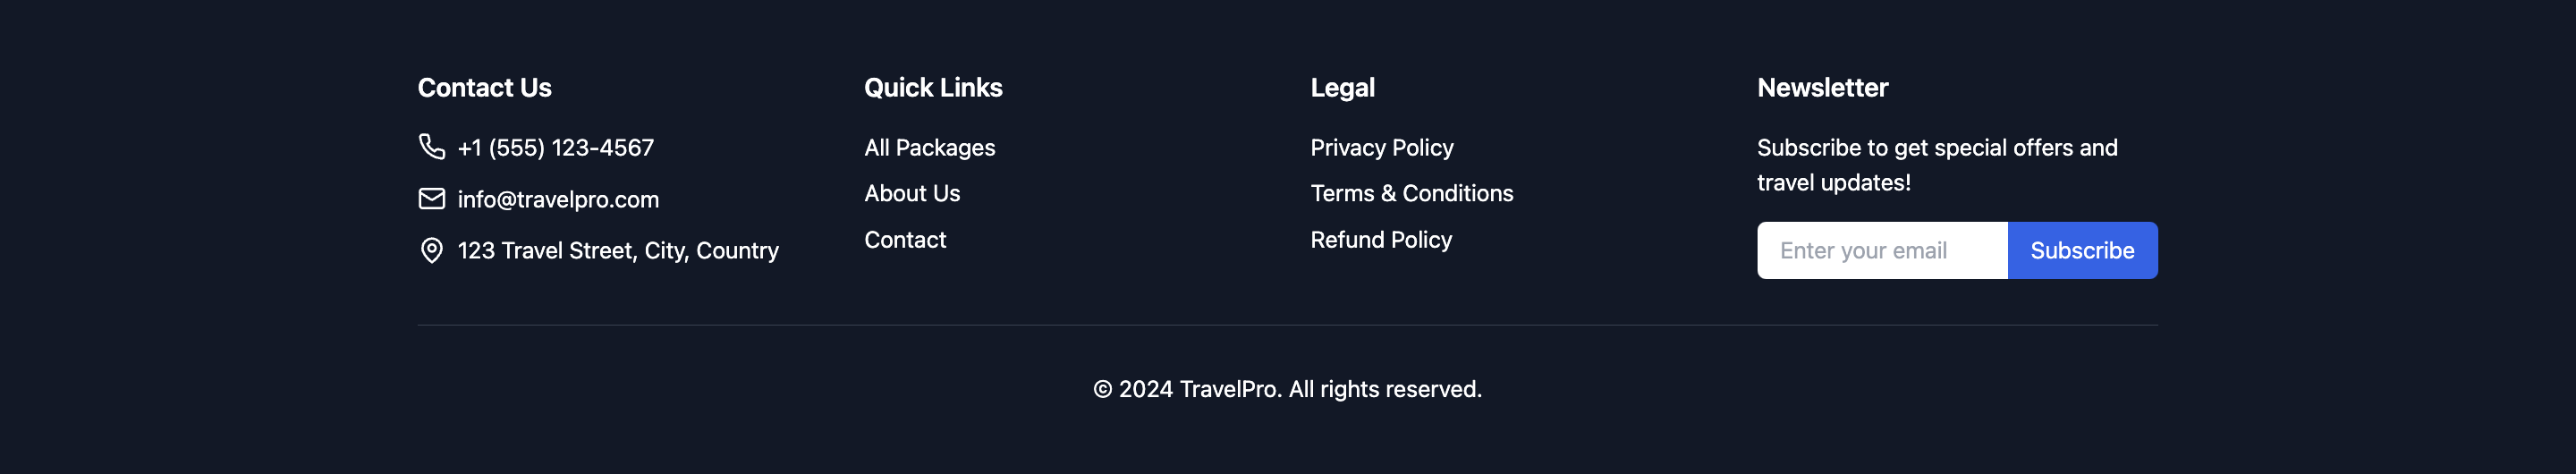 Contact Us
+1 (555) 123-4567
info@travelpro.com
123 Travel Street, City, Country
Quick Links
All Packages
About Us
Contact
Legal
Privacy Policy
Terms & Conditions
Refund Policy
Newsletter
Subscribe to get special offers and
travel updates!
Enter your email
Subscribe
© 2024 TravelPro. All rights reserved.